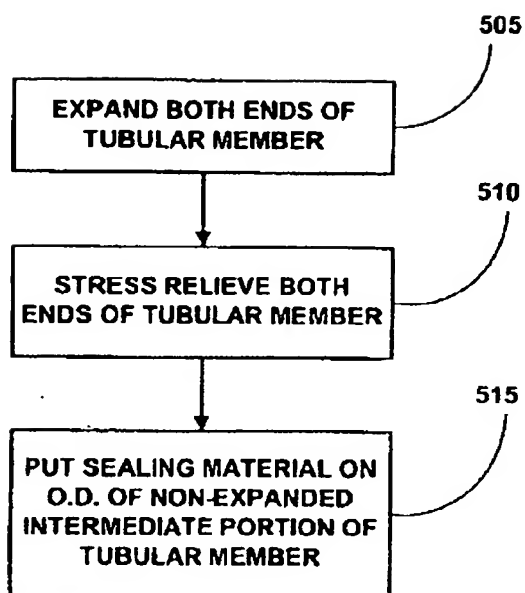 505
EXPAND BOTH ENDS OF
TUBULAR MEMBER
510
STRESS RELIEVE BOTH
ENDS OF TUBULAR MEMBER
515
PUT SEALING MATERIAL ON
O.D. OF NON-EXPANDED
INTERMEDIATE PORTION OF
TUBULAR MEMBER